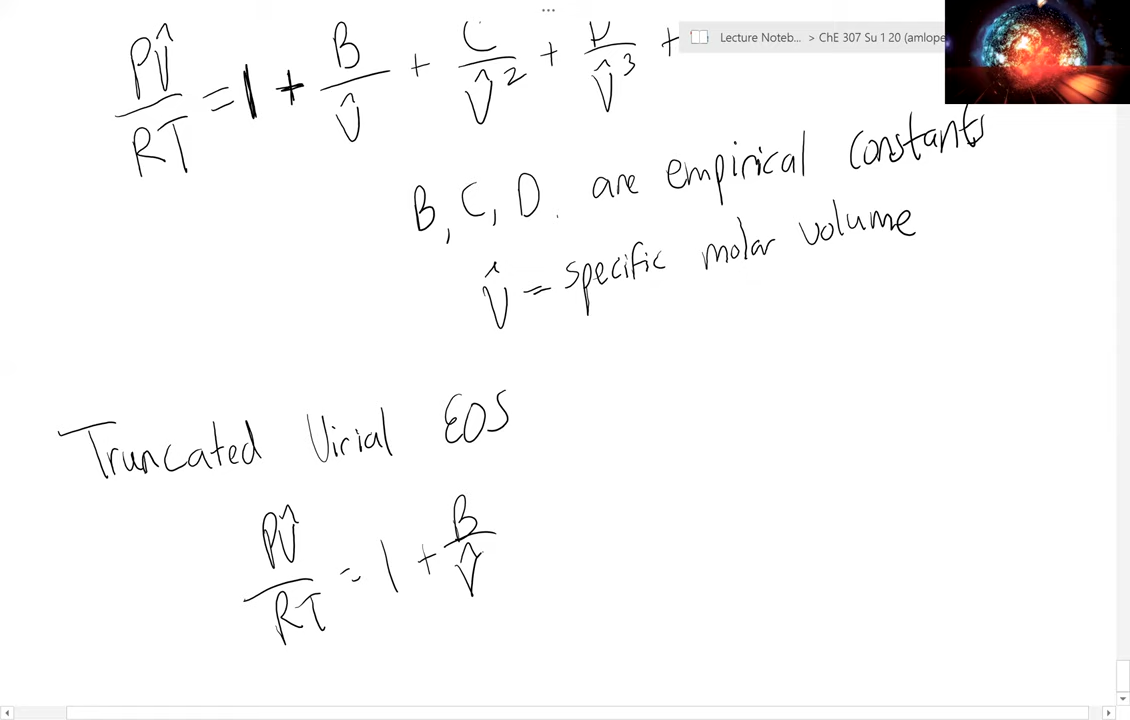 Lecture Noteb... > ChE 307 Su 1 20 (amlope
PV̂/RT = 1 + B/V̂ + C/V̂² + D/V̂³ +
B, C, D. are empirical constants
V̂ = specific molar volume
Truncated Virial EOS
PV̂/RT = 1 + B/V̂